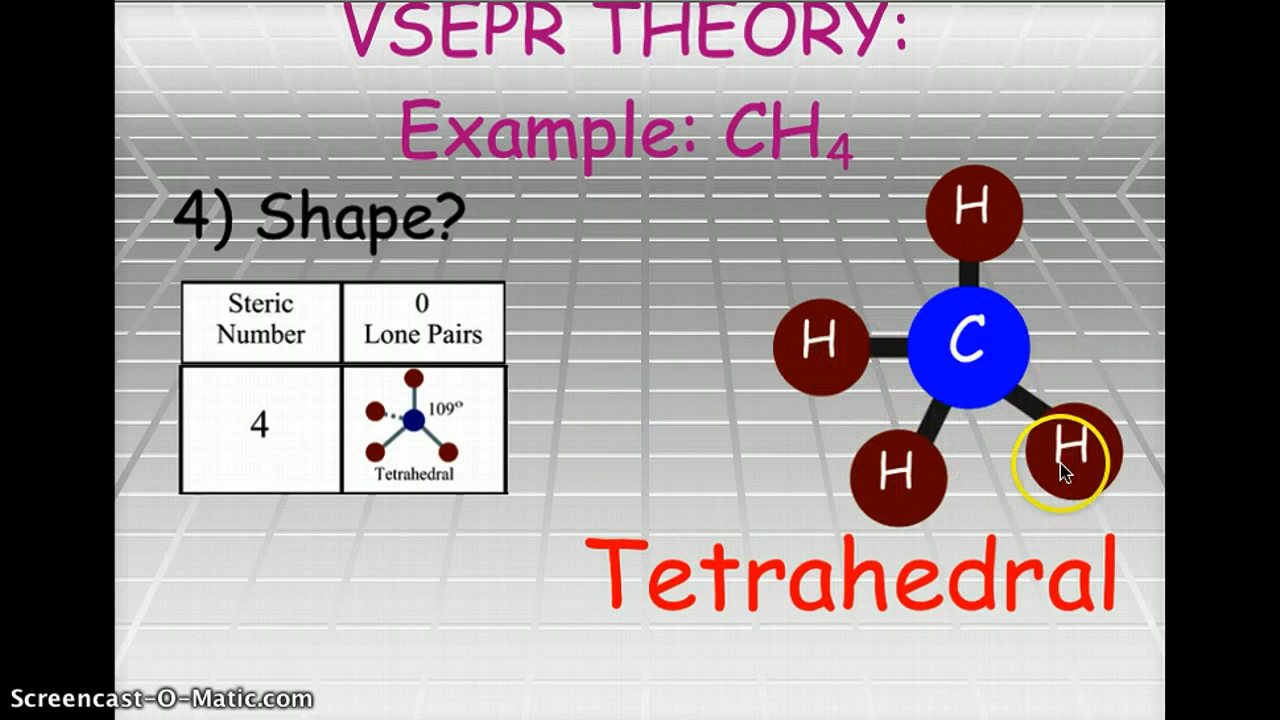 VSEPR THEORY:
Example: CH₄
4) Shape?
Steric
Number
0
Lone Pairs
4
109°
Tetrahedral
H
H
C
H
H
Tetrahedral
Screencast-O-Matic.com